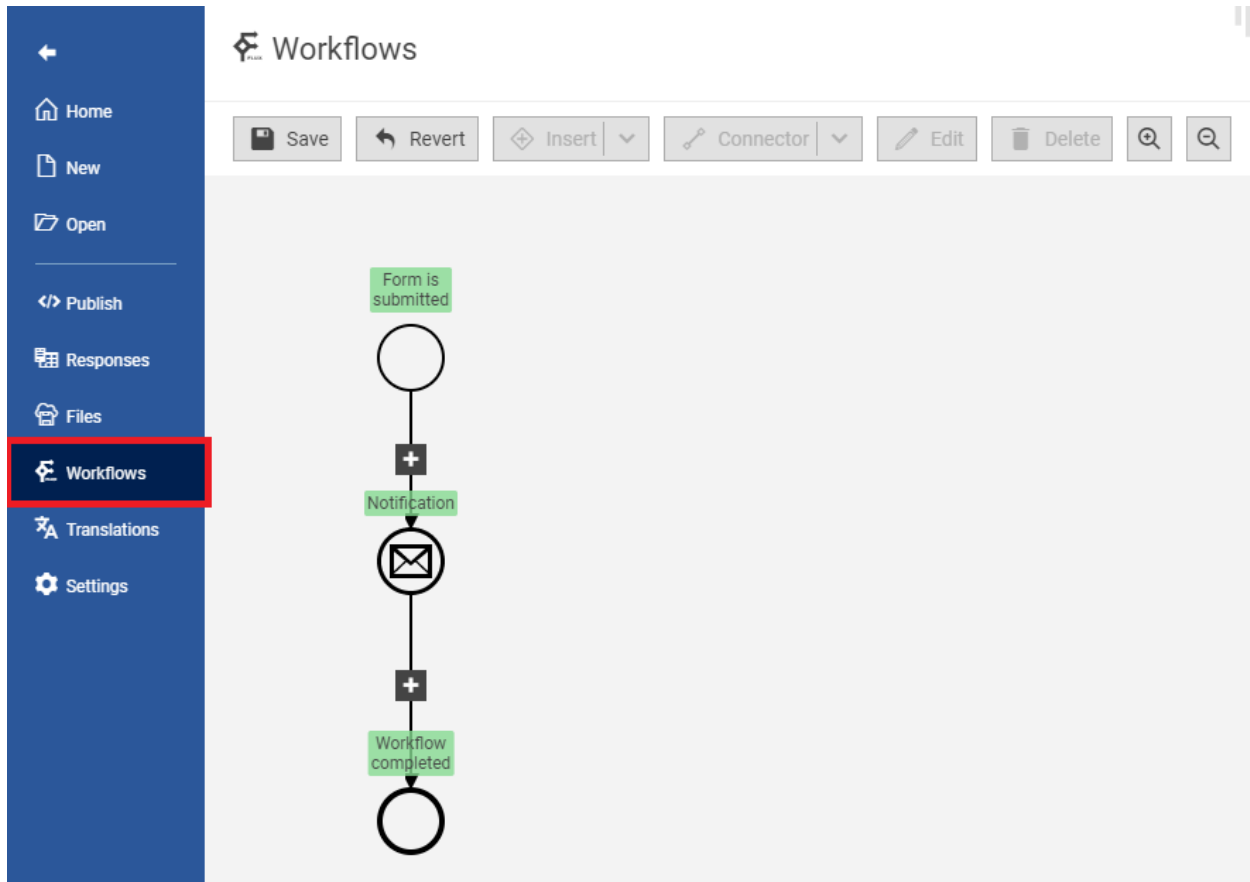 Workflows
Home
New
Open
Publish
Responses
Files
Workflows
Translations
Settings
Save
Revert
Insert
Connector
Edit
Delete
Form is
submitted
Notification
Workflow
completed